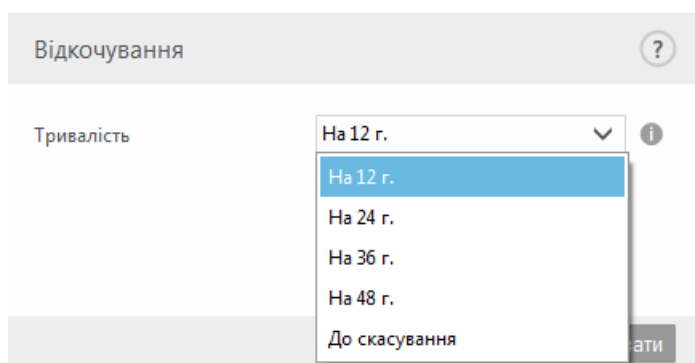 Відкочування
?
Тривалість
На 12 г.
На 12 г.
На 24 г.
На 36 г.
На 48 г.
До скасування